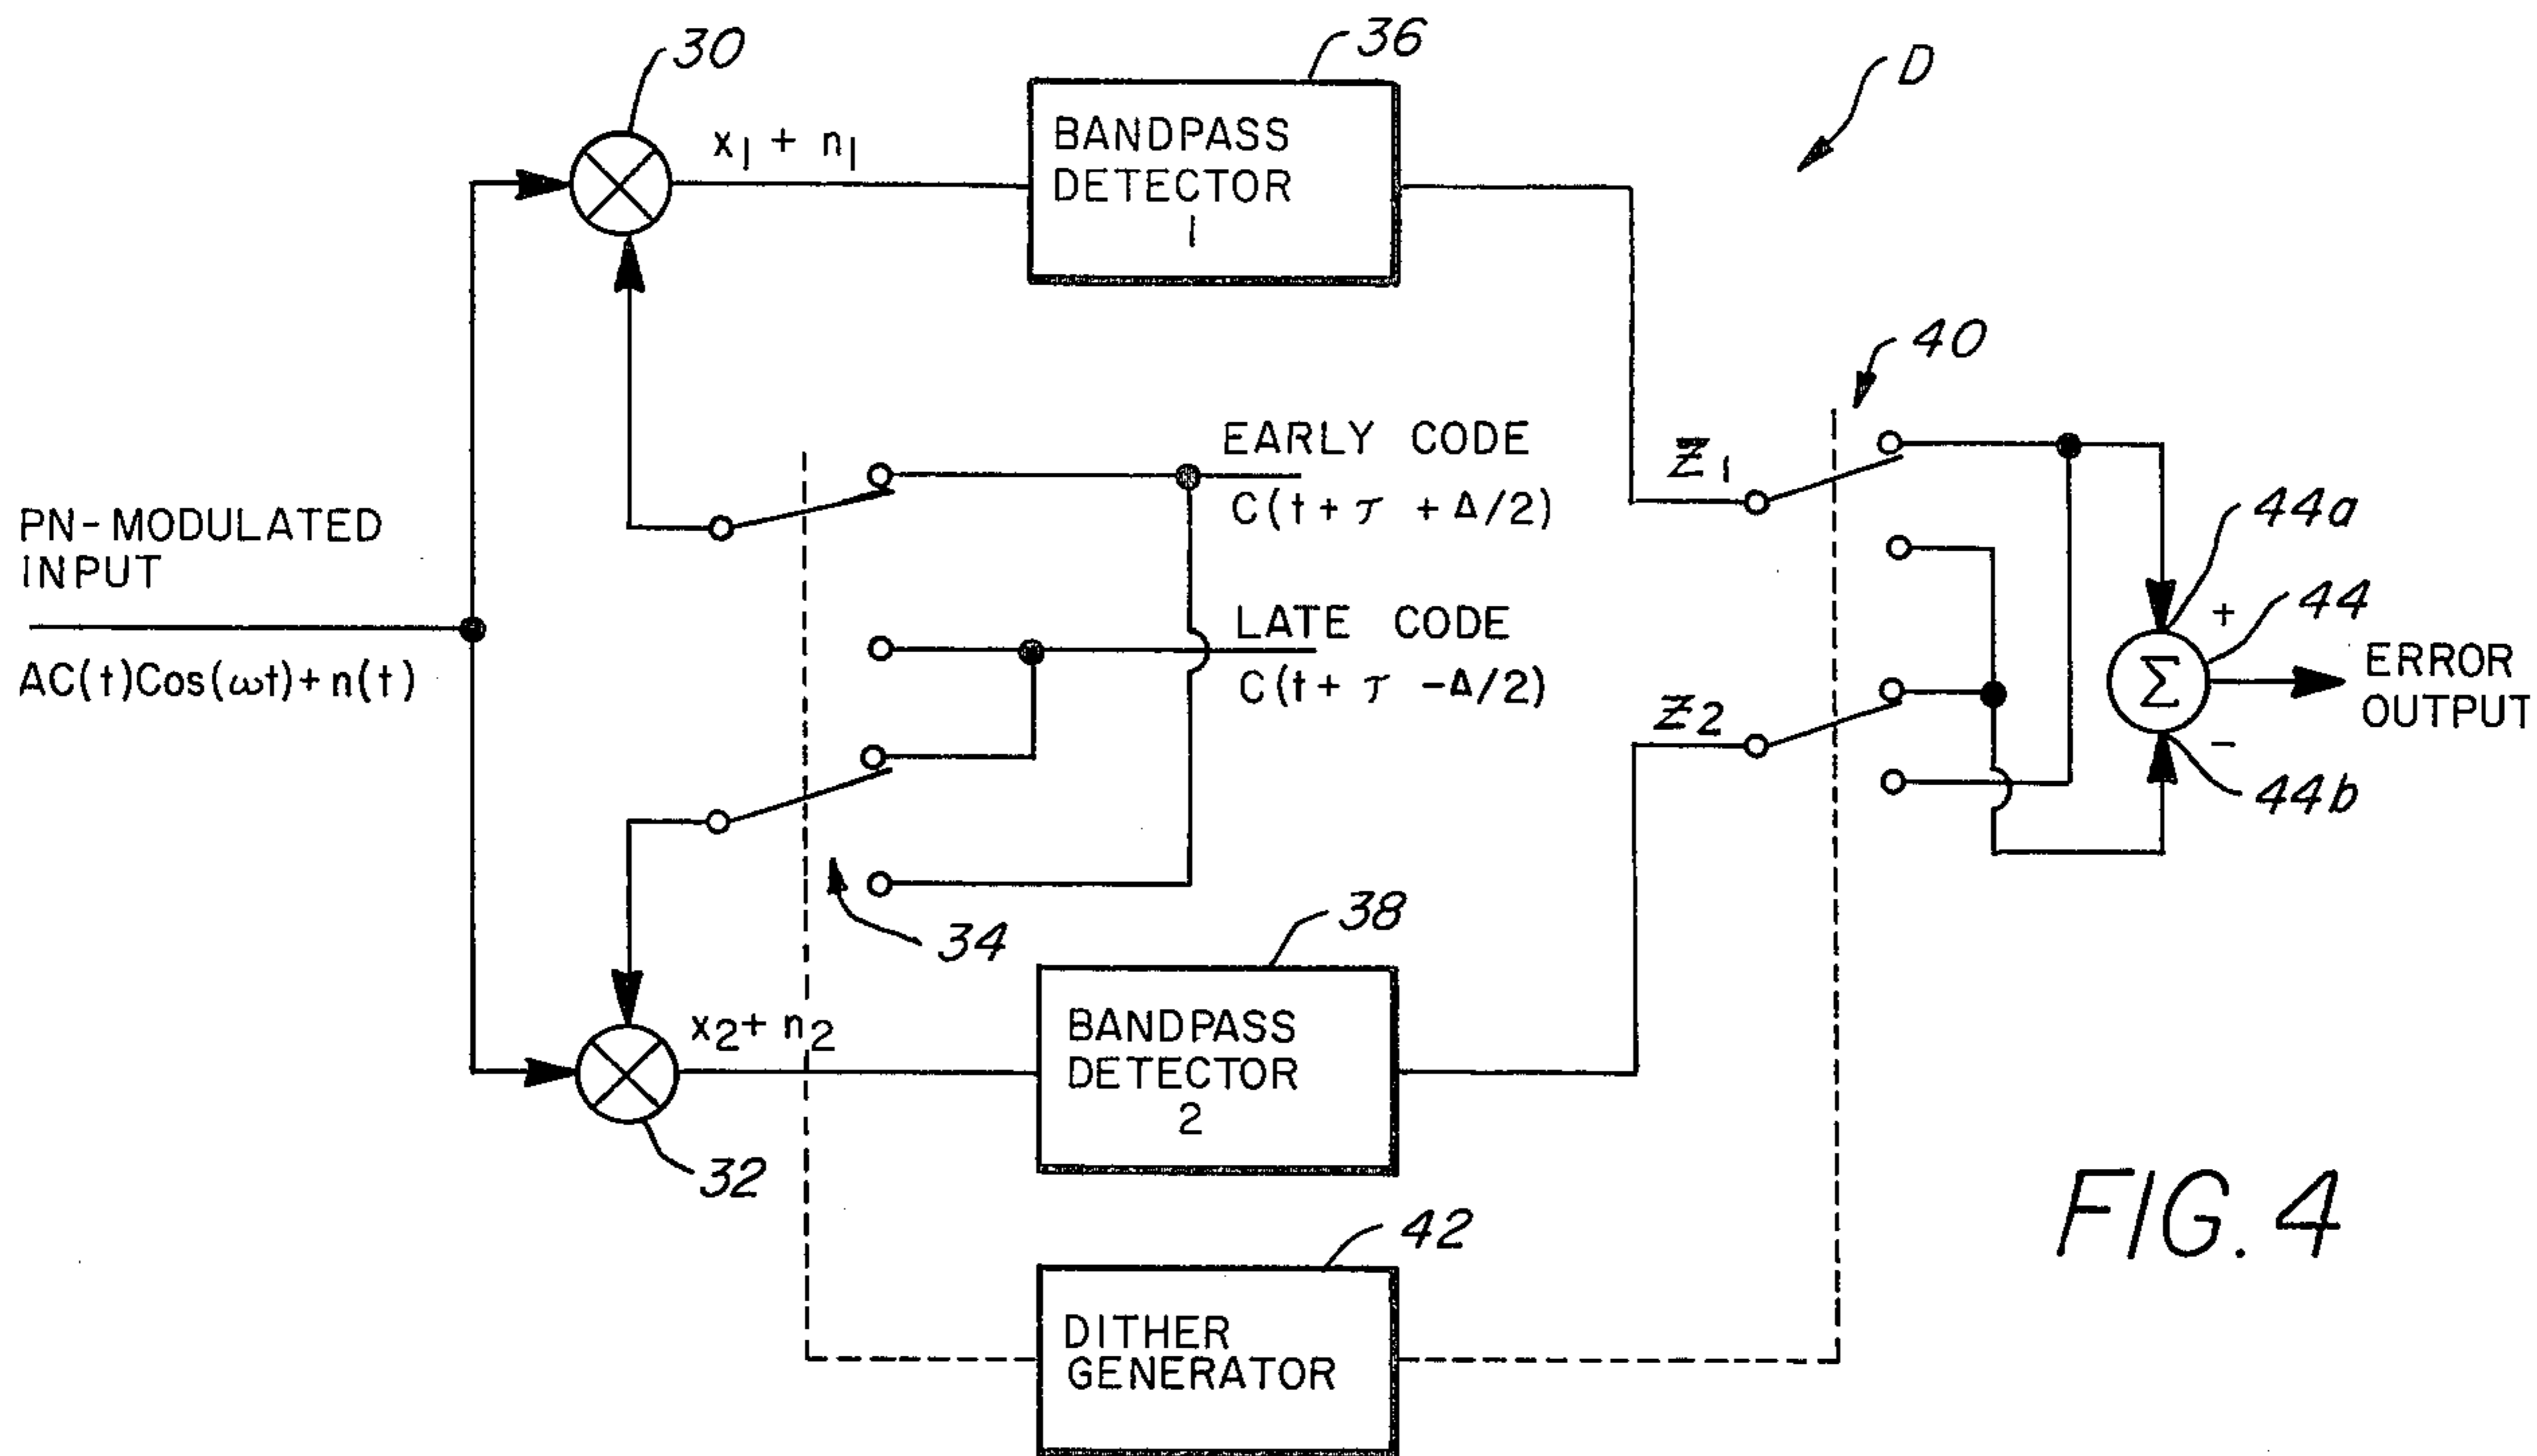 30
36
D
x₁ + n₁
BANDPASS
DETECTOR
1
40
EARLY CODE
C(t + τ + Δ/2)
Z₁
44a
PN-MODULATED
INPUT
AC(t)Cos(ωt)+n(t)
LATE CODE
C(t + τ -Δ/2)
+
44
Σ
ERROR
OUTPUT
Z₂
−
44b
34
38
x₂+ n₂
BANDPASS
DETECTOR
2
32
42
DITHER
GENERATOR
FIG. 4